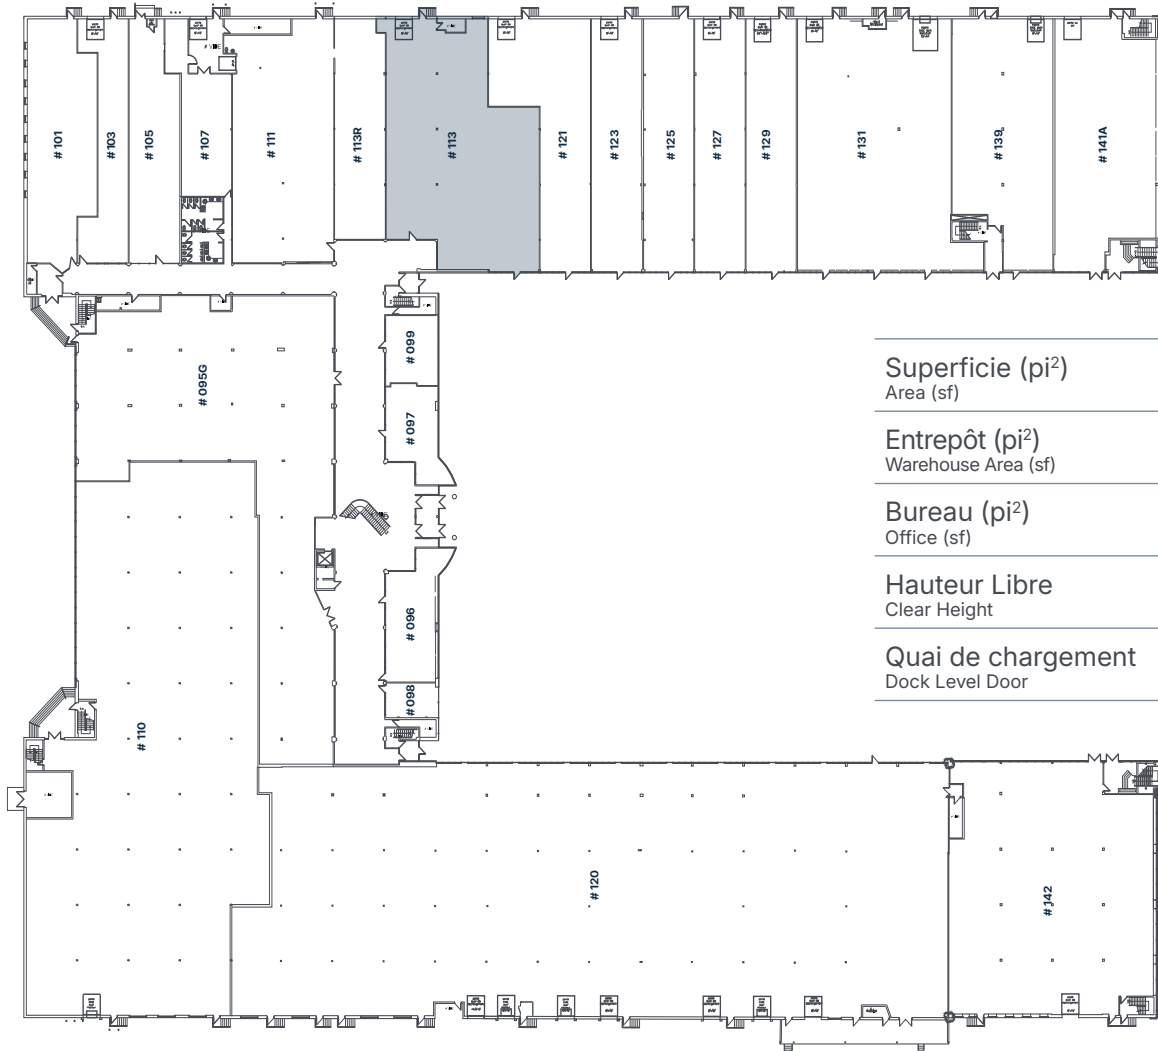 # 101
# 103
# 105
# 107
# 111
# 113R
# 113
# 121
# 123
# 125
# 127
# 129
# 131
# 139
# 141A
# 095G
# 099
# 097
# 096
# 098
# 110
# 120
# 142
Superficie (pi²)
Area (sf)
Entrepôt (pi²)
Warehouse Area (sf)
Bureau (pi²)
Office (sf)
Hauteur Libre
Clear Height
Quai de chargement
Dock Level Door